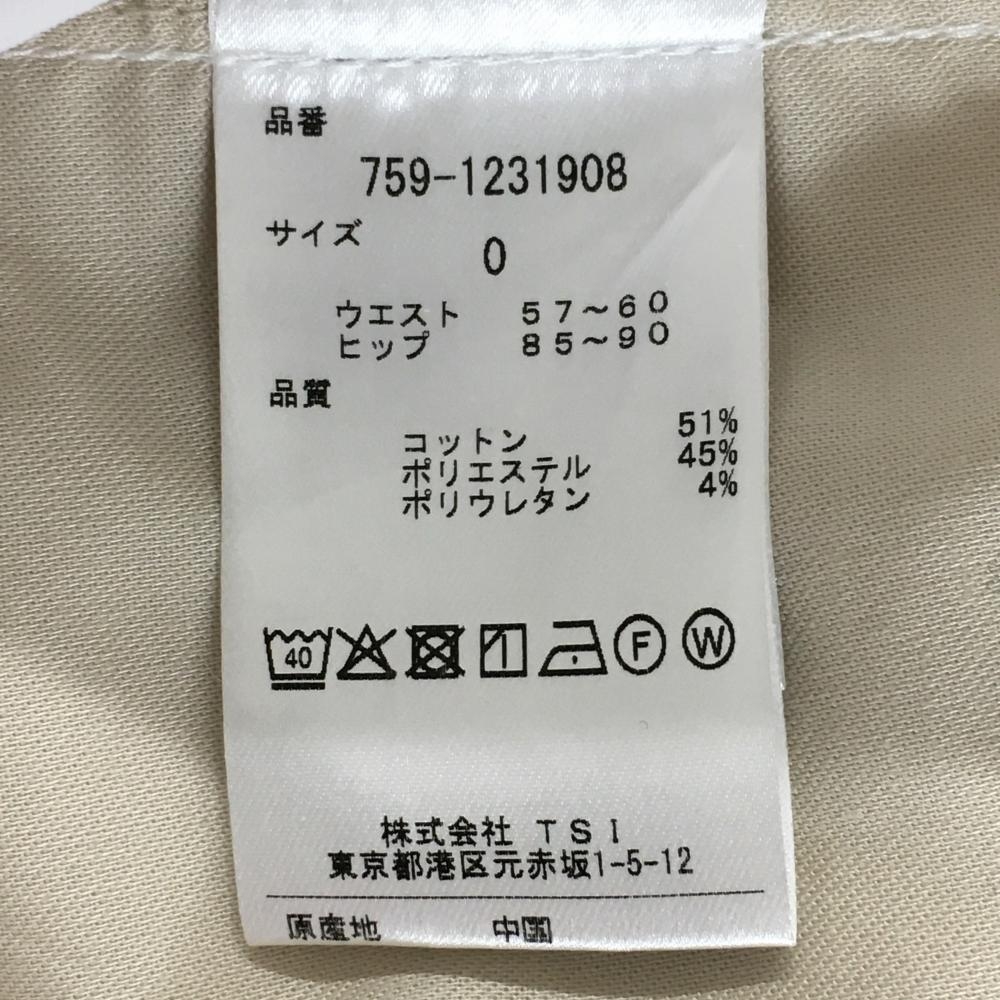 品番
759-1231908
サイズ
0
ウエスト 57~60
ヒップ 85~90
品質
コットン 51%
ポリエステル 45%
ポリウレタン 4%
40 F W
株式会社 TSI
東京都港区元赤坂1-5-12
原産地 中国